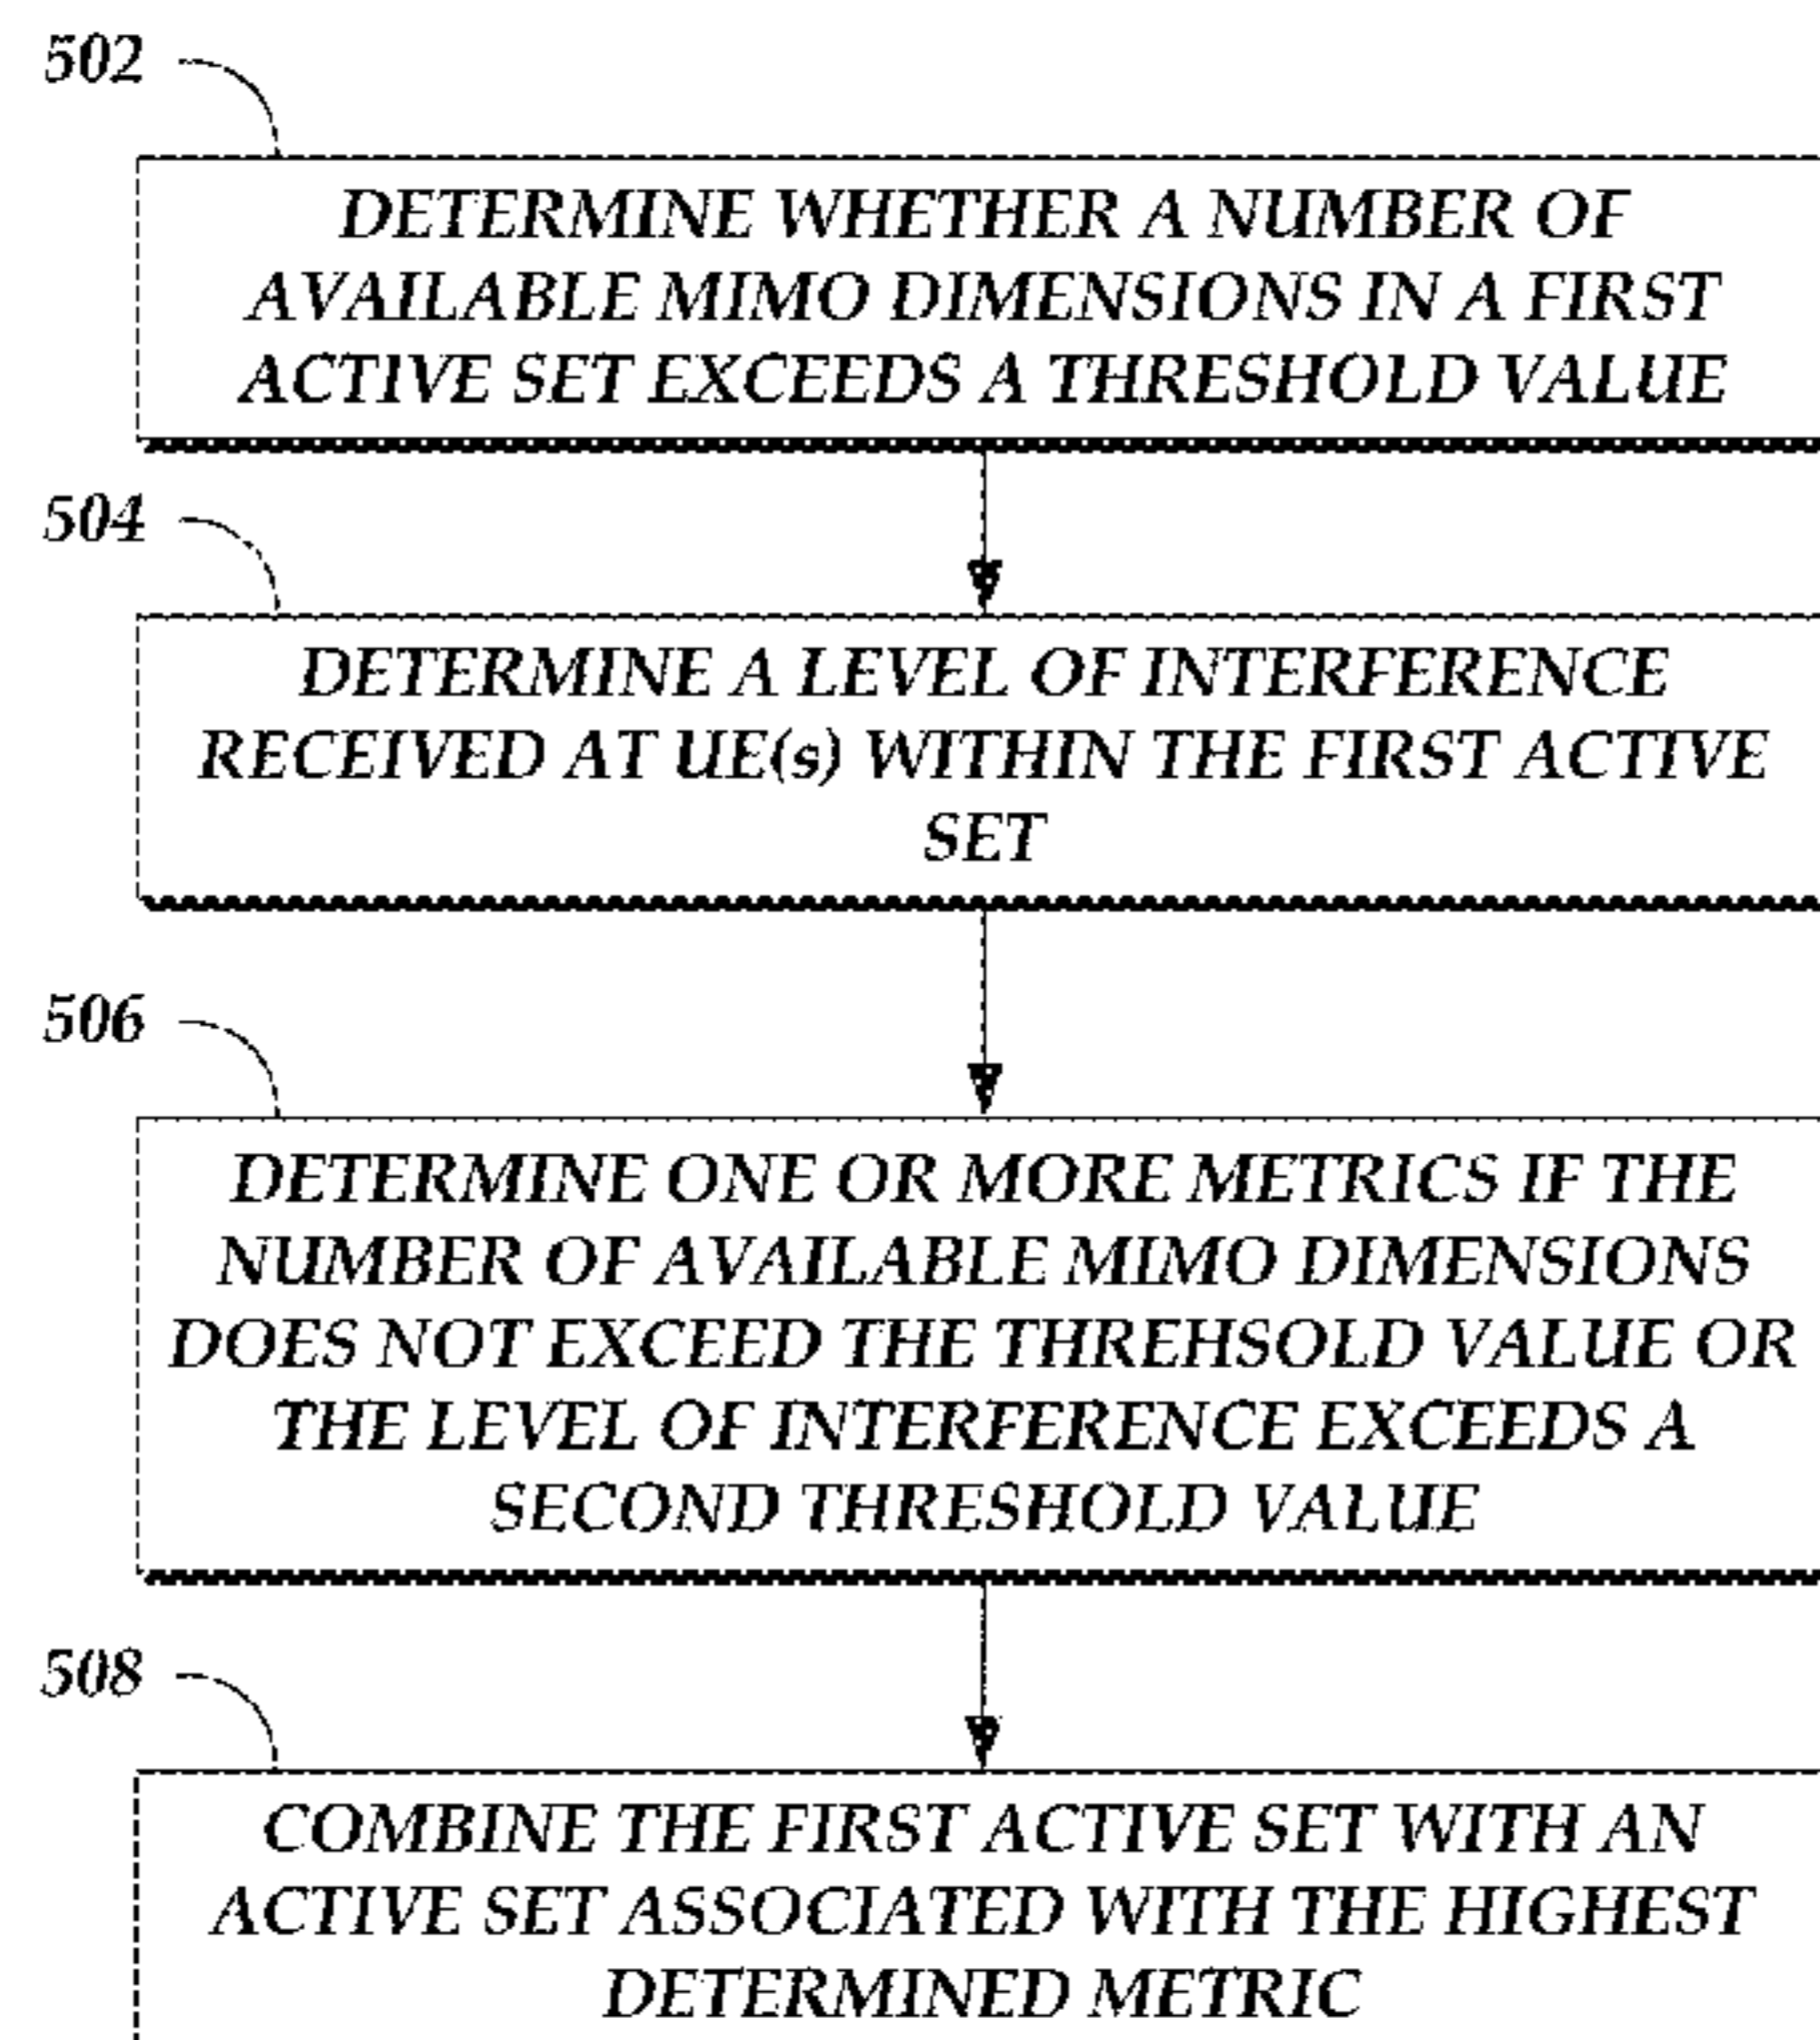 502
DETERMINE WHETHER A NUMBER OF
AVAILABLE MIMO DIMENSIONS IN A FIRST
ACTIVE SET EXCEEDS A THRESHOLD VALUE
504
DETERMINE A LEVEL OF INTERFERENCE
RECEIVED AT UE(s) WITHIN THE FIRST ACTIVE
SET
506
DETERMINE ONE OR MORE METRICS IF THE
NUMBER OF AVAILABLE MIMO DIMENSIONS
DOES NOT EXCEED THE THREHSOLD VALUE OR
THE LEVEL OF INTERFERENCE EXCEEDS A
SECOND THRESHOLD VALUE
508
COMBINE THE FIRST ACTIVE SET WITH AN
ACTIVE SET ASSOCIATED WITH THE HIGHEST
DETERMINED METRIC